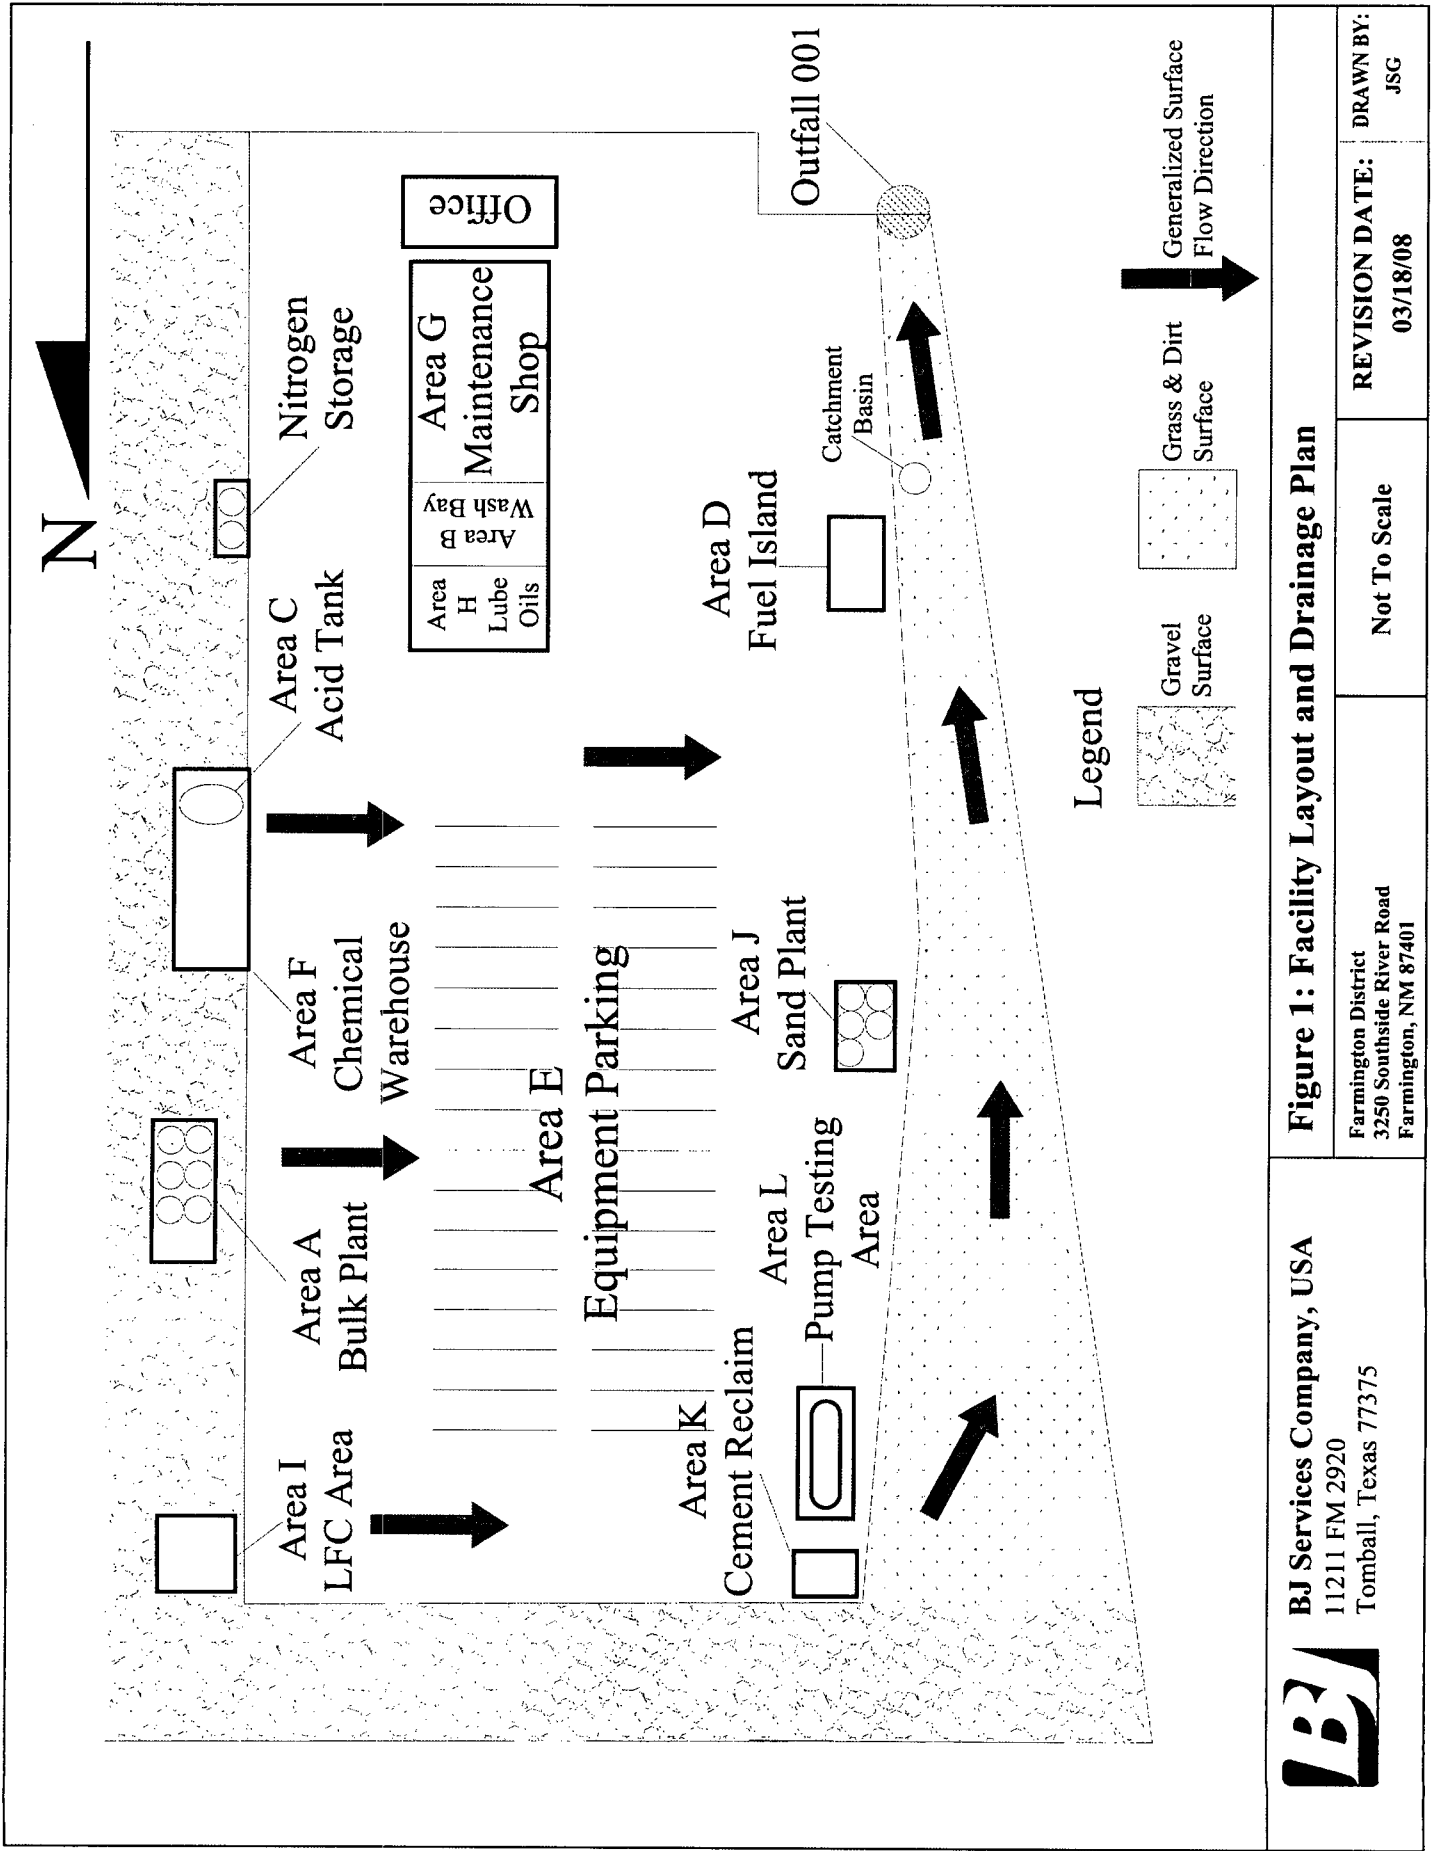 N
Nitrogen
Storage
Area C
Acid Tank
Area F
Chemical
Warehouse
Area A
Bulk Plant
Area I
LFC Area
Office
Area G
Maintenance
Shop
Area B
Wash Bay
Area
H
Lube
Oils
Area E
Equipment Parking
Area K
Cement Reclaim
Area L
Pump Testing
Area
Area J
Sand Plant
Area D
Fuel Island
Catchment
Basin
Outfall 001
Legend
Gravel
Surface
Grass & Dirt
Surface
Generalized Surface
Flow Direction
BJ
BJ Services Company, USA
11211 FM 2920
Tomball, Texas 77375
Figure 1: Facility Layout and Drainage Plan
Farmington District
3250 Southside River Road
Farmington, NM 87401
Not To Scale
REVISION DATE:
03/18/08
DRAWN BY:
JSG